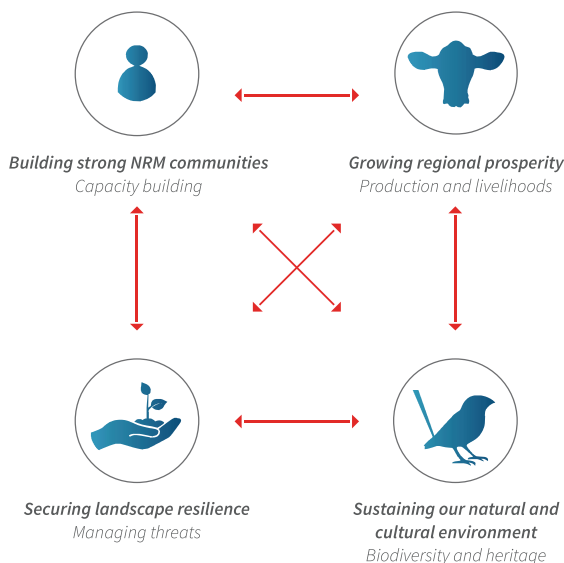 Building strong NRM communities
Capacity building
Growing regional prosperity
Production and livelihoods
Securing landscape resilience
Managing threats
Sustaining our natural and
cultural environment
Biodiversity and heritage